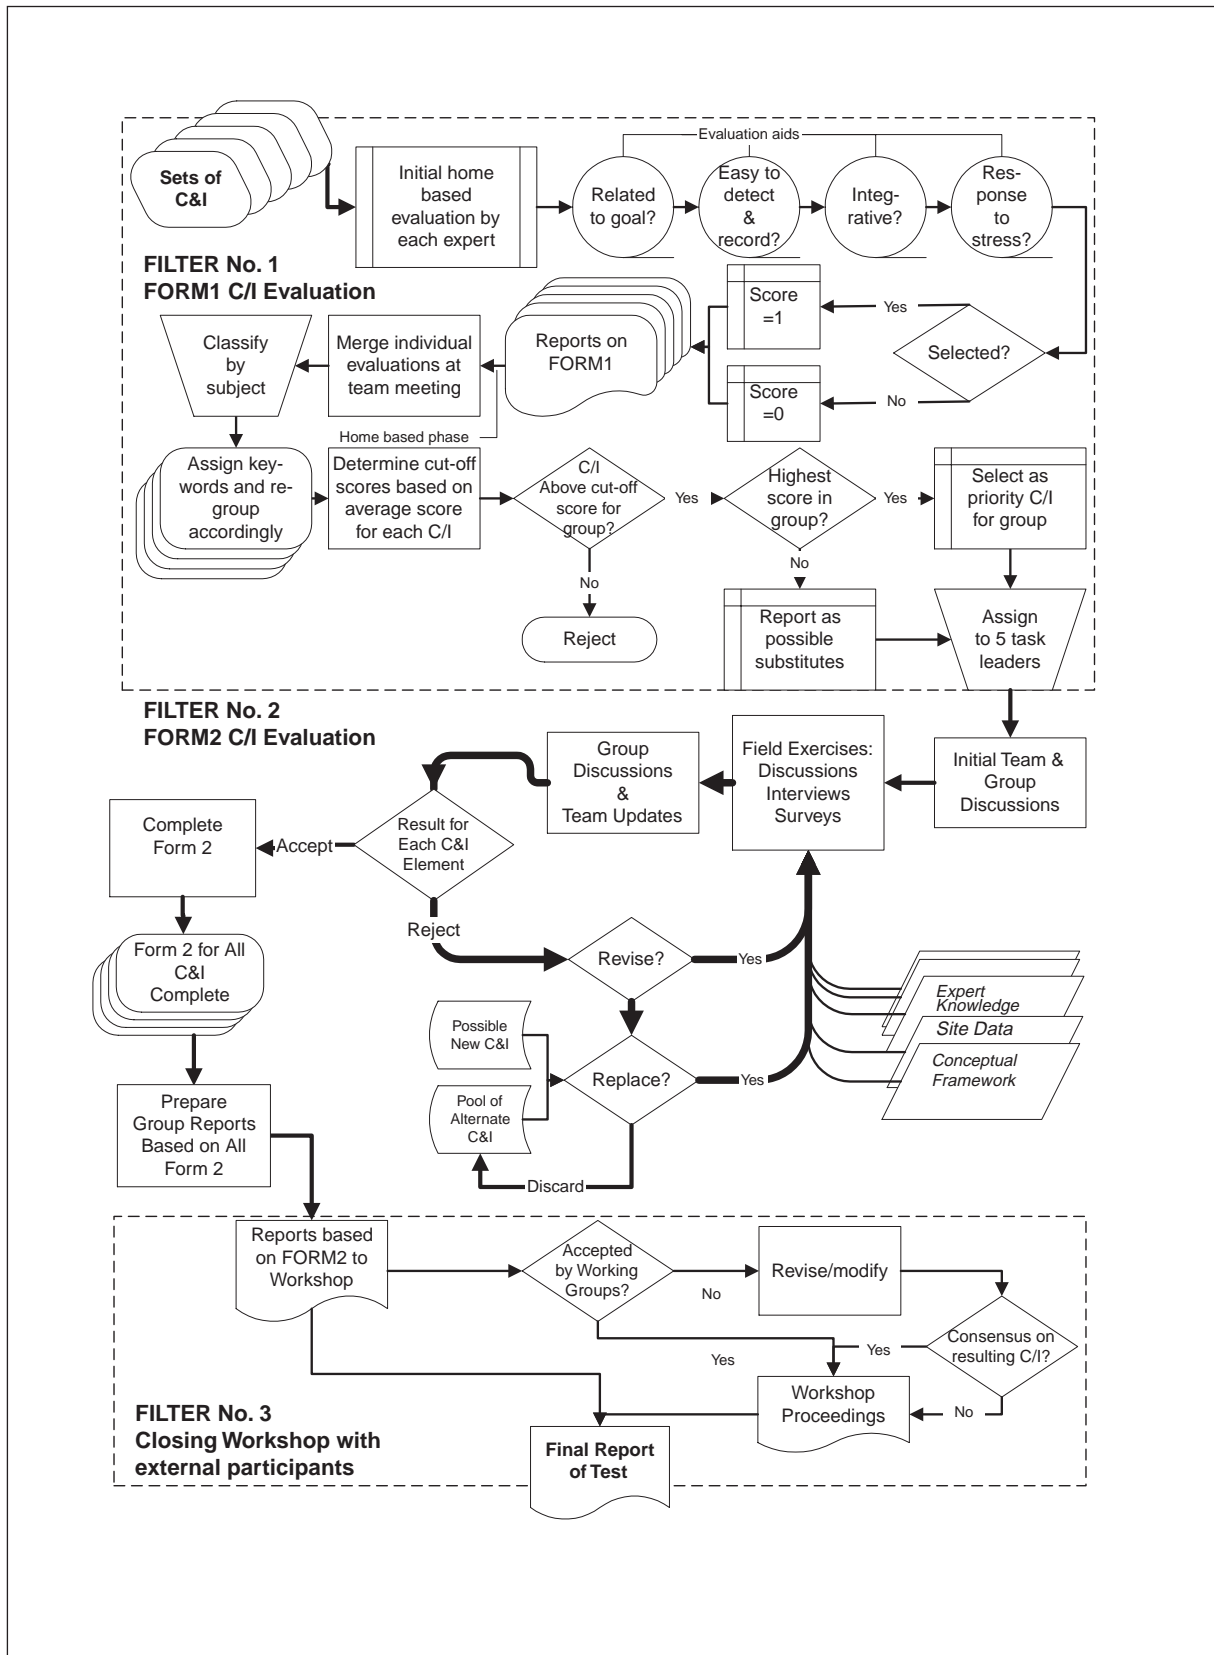 Evaluation aids
Sets of
C&I
Initial home
based
evaluation by
each expert
Related
to goal?
Easy to
detect
&
record?
Integ-
rative?
Res-
ponse
to
stress?
FILTER No. 1
FORM1 C/I Evaluation
Classify
by
subject
Merge individual
evaluations at
team meeting
Reports on
FORM1
Score
=1
Yes
Selected?
Score
=0
No
Home based phase
Assign key-
words and re-
group
accordingly
Determine cut-off
scores based on
average score
for each C/I
C/I
Above cut-off
score for
group?
Yes
Highest
score in
group?
Yes
Select as
priority C/I
for group
No
No
Reject
Report as
possible
substitutes
Assign
to 5 task
leaders
FILTER No. 2
FORM2 C/I Evaluation
Group
Discussions
&
Team Updates
Field Exercises:
Discussions
Interviews
Surveys
Initial Team &
Group
Discussions
Complete
Form 2
Accept
Result for
Each C&I
Element
Reject
Form 2 for All
C&I
Complete
Revise?
Yes
Expert
Knowledge
Site Data
Conceptual
Framework
Possible
New C&I
Replace?
Yes
Pool of
Alternate
C&I
Discard
Prepare
Group Reports
Based on All
Form 2
Reports based
on FORM2 to
Workshop
Accepted
by Working
Groups?
No
Revise/modify
Yes
Yes
Consensus on
resulting C/I?
Workshop
Proceedings
No
FILTER No. 3
Closing Workshop with
external participants
Final Report
of Test